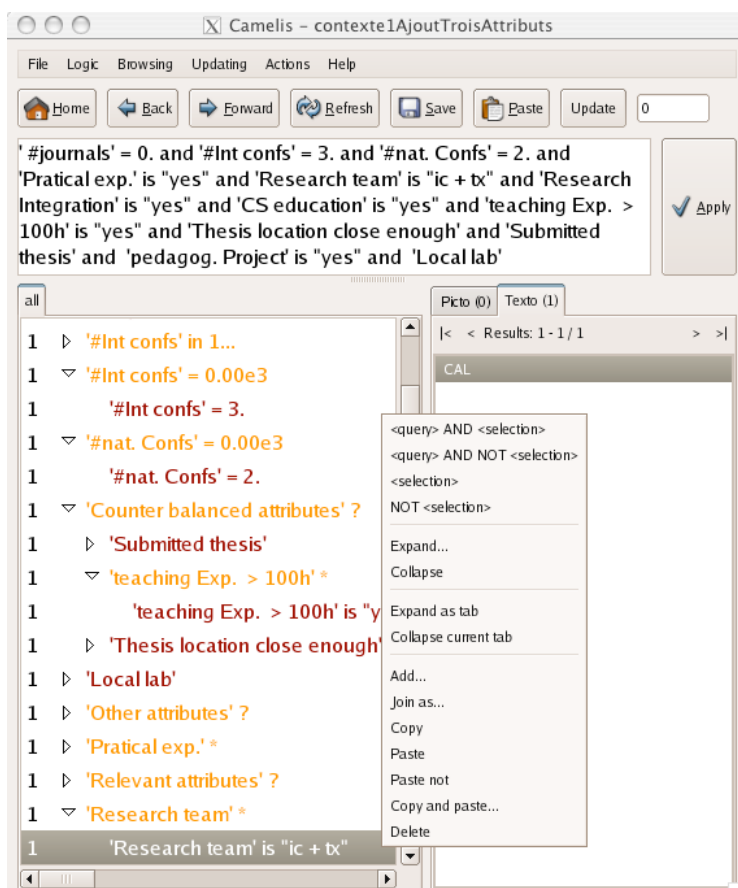 Camelis - contexte1AjoutTroisAttributs
File Logic Browsing Updating Actions Help
Home Back Forward Refresh Save Paste Update 0
' #journals' = 0. and '#Int confs' = 3. and '#nat. Confs' = 2. and
'Pratical exp.' is "yes" and 'Research team' is "ic + tx" and 'Research
Integration' is "yes" and 'CS education' is "yes" and 'teaching Exp. >
100h' is "yes" and 'Thesis location close enough' and 'Submitted
thesis' and 'pedagog. Project' is "yes" and 'Local lab'
Apply
all
1 '#Int confs' in 1...
1 '#Int confs' = 0.00e3
1 '#Int confs' = 3.
1 '#nat. Confs' = 0.00e3
1 '#nat. Confs' = 2.
1 'Counter balanced attributes' ?
1 'Submitted thesis'
1 'teaching Exp. > 100h' *
1 'teaching Exp. > 100h' is "y
1 'Thesis location close enough'
1 'Local lab'
1 'Other attributes' ?
1 'Pratical exp.' *
1 'Relevant attributes' ?
1 'Research team' *
1 'Research team' is "ic + tx"
Picto (0) Texto (1)
|< < Results: 1 - 1 / 1 > >|
CAL
<query> AND <selection>
<query> AND NOT <selection>
<selection>
NOT <selection>
Expand...
Collapse
Expand as tab
Collapse current tab
Add...
Join as...
Copy
Paste
Paste not
Copy and paste...
Delete